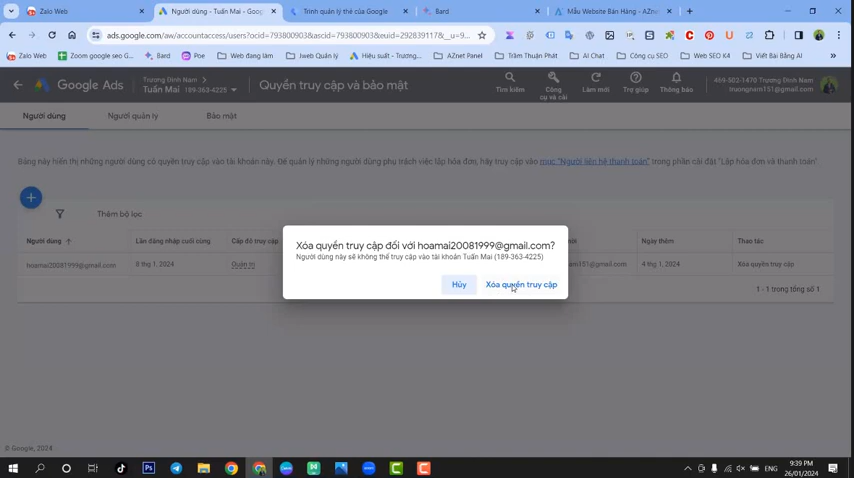 Zalo Web
Người dùng - Tuấn Mai - Goog
Trình quản lý thẻ của Google
Bard
Mẫu Website Bán Hàng - AZnet
ads.google.com/aw/accountaccess/users?ocid=793800903&ascid=793800903&euid=292839117&__u=9...
Zalo Web
Zoom google seo G...
Bard
Poe
Web đang làm
Jweb Quản lý
Hiệu suất - Trương...
AZnet Panel
Trầm Thuận Phát
AI Chat
Công cụ SEO
Web SEO K4
Viết Bài Bằng AI
Google Ads
Trương Đình Nam
Tuấn Mai 189-363-4225
Quyền truy cập và bảo mật
Tìm kiếm
Công cụ và cài
Làm mới
Trợ giúp
Thông báo
469-502-1470 Trương Đình Nam
truongnam151@gmail.com
Người dùng
Người quản lý
Bảo mật
Bảng này hiển thị những người dùng có quyền truy cập vào tài khoản này. Để quản lý những người dùng phụ trách việc lập hóa đơn, hãy truy cập vào mục "Người liên hệ thanh toán" trong phần cài đặt "Lập hóa đơn và thanh toán"
Thêm bộ lọc
Người dùng
Lần đăng nhập cuối cùng
Cấp độ truy cập
mời
Ngày thêm
Thao tác
hoamai20081999@gmail.com
8 thg 1, 2024
Quản trị
am151@gmail.com
4 thg 1, 2024
Xóa quyền truy cập
1 - 1 trong tổng số 1
Xóa quyền truy cập đối với hoamai20081999@gmail.com?
Người dùng này sẽ không thể truy cập vào tài khoản Tuấn Mai (189-363-4225)
Hủy
Xóa quyền truy cập
© Google, 2024
ENG
9:39 PM
26/01/2024